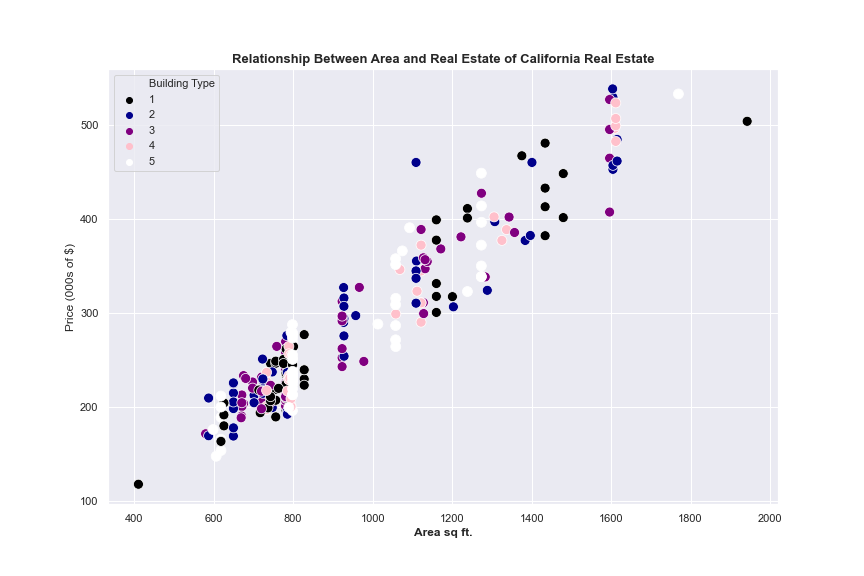 Relationship Between Area and Real Estate of California Real Estate
Building Type
1
2
3
4
5
Price (000s of $)
500
400
300
200
100
400 600 800 1000 1200 1400 1600 1800 2000
Area sq ft.